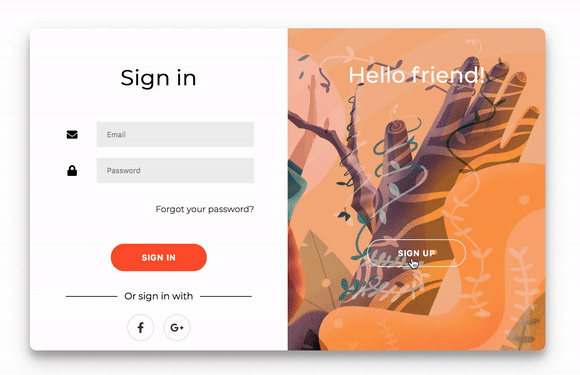 Sign in
Email
Password
Forgot your password?
SIGN IN
Or sign in with
f
G+
Hello friend!
SIGN UP